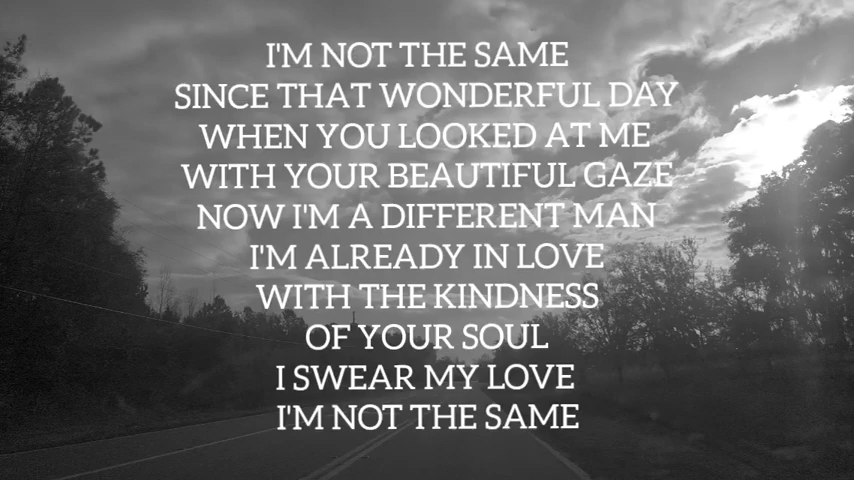 I'M NOT THE SAME
SINCE THAT WONDERFUL DAY
WHEN YOU LOOKED AT ME
WITH YOUR BEAUTIFUL GAZE
NOW I'M A DIFFERENT MAN
I'M ALREADY IN LOVE
WITH THE KINDNESS
OF YOUR SOUL
I SWEAR MY LOVE
I'M NOT THE SAME